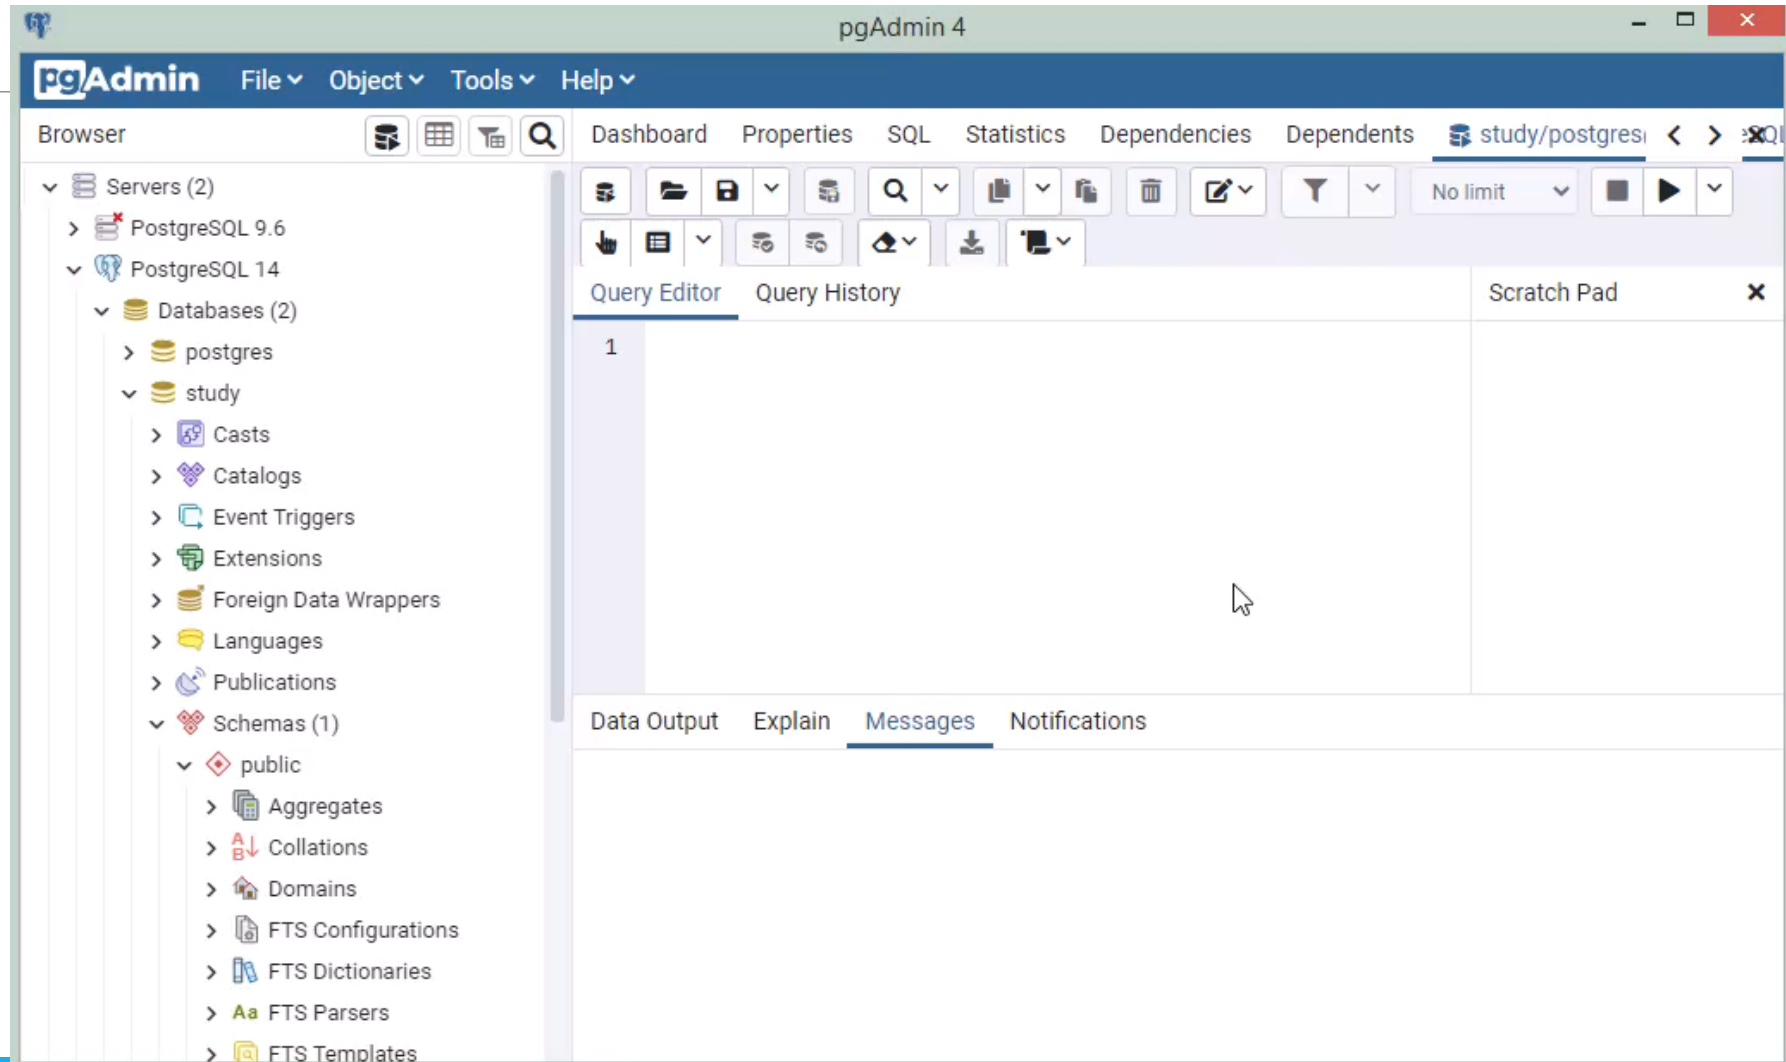 pgAdmin 4
pgAdmin File Object Tools Help
Browser
Dashboard Properties SQL Statistics Dependencies Dependents study/postgres
No limit
Servers (2)
PostgreSQL 9.6
PostgreSQL 14
Databases (2)
postgres
study
Casts
Catalogs
Event Triggers
Extensions
Foreign Data Wrappers
Languages
Publications
Schemas (1)
public
Aggregates
Collations
Domains
FTS Configurations
FTS Dictionaries
Aa FTS Parsers
FTS Templates
Query Editor Query History
Scratch Pad
1
Data Output Explain Messages Notifications